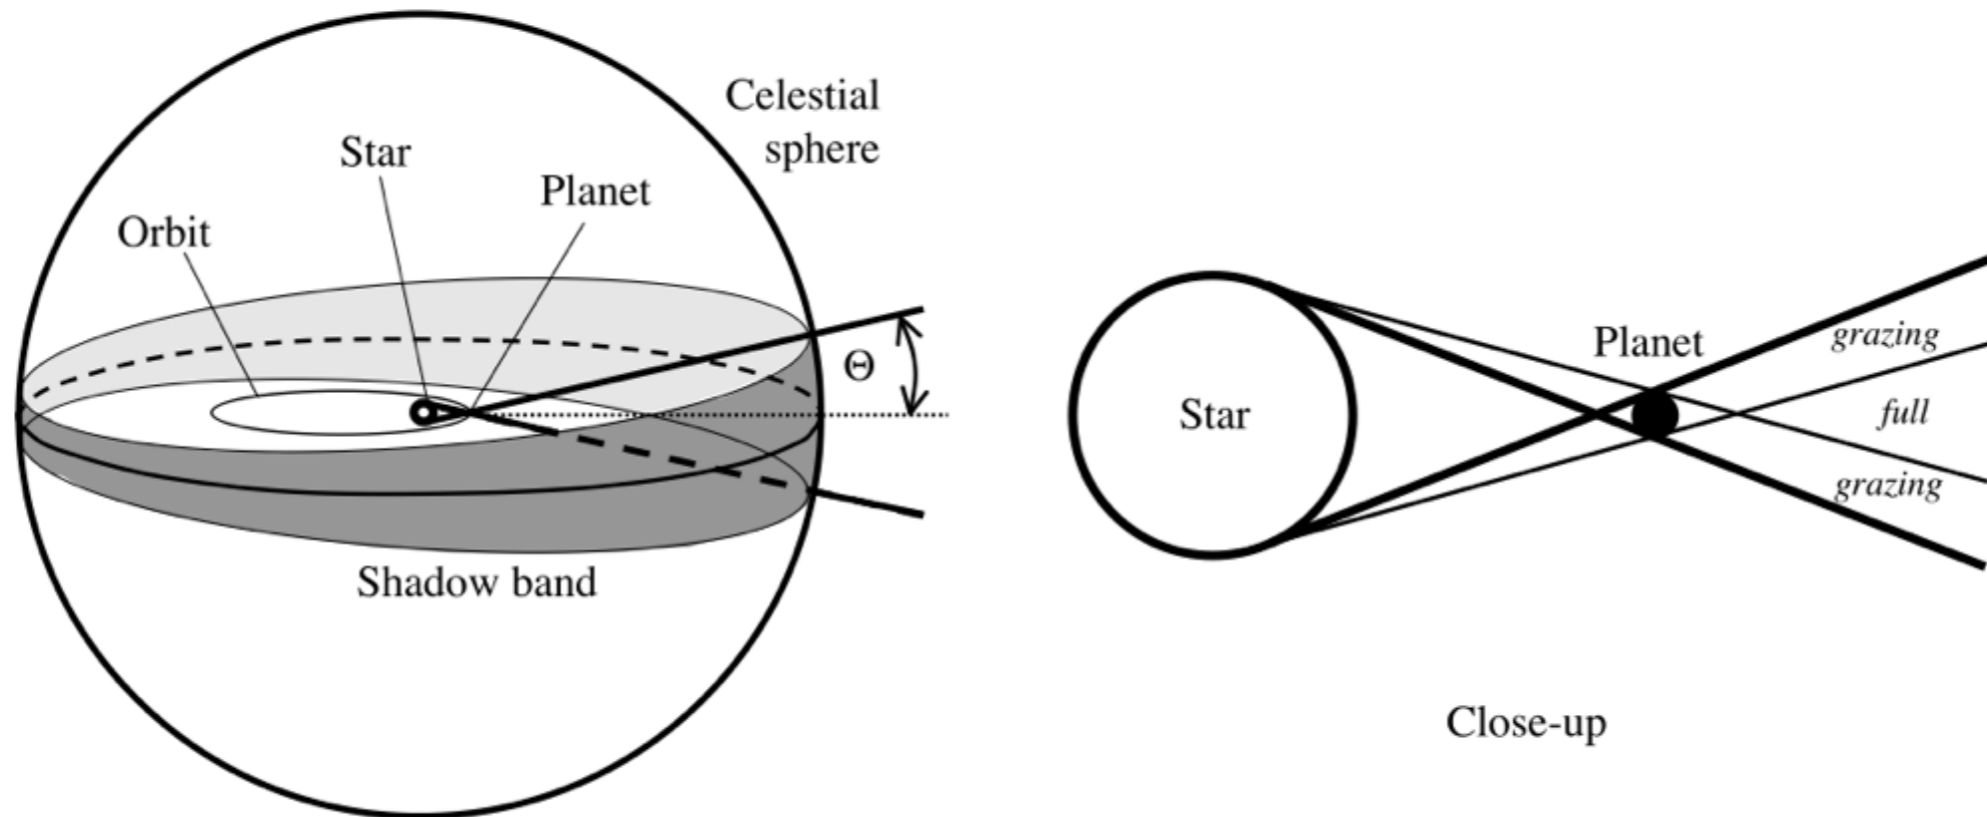 Celestial
sphere
Star
Planet
Orbit
Θ
Shadow band
Star
Planet
grazing
full
grazing
Close-up